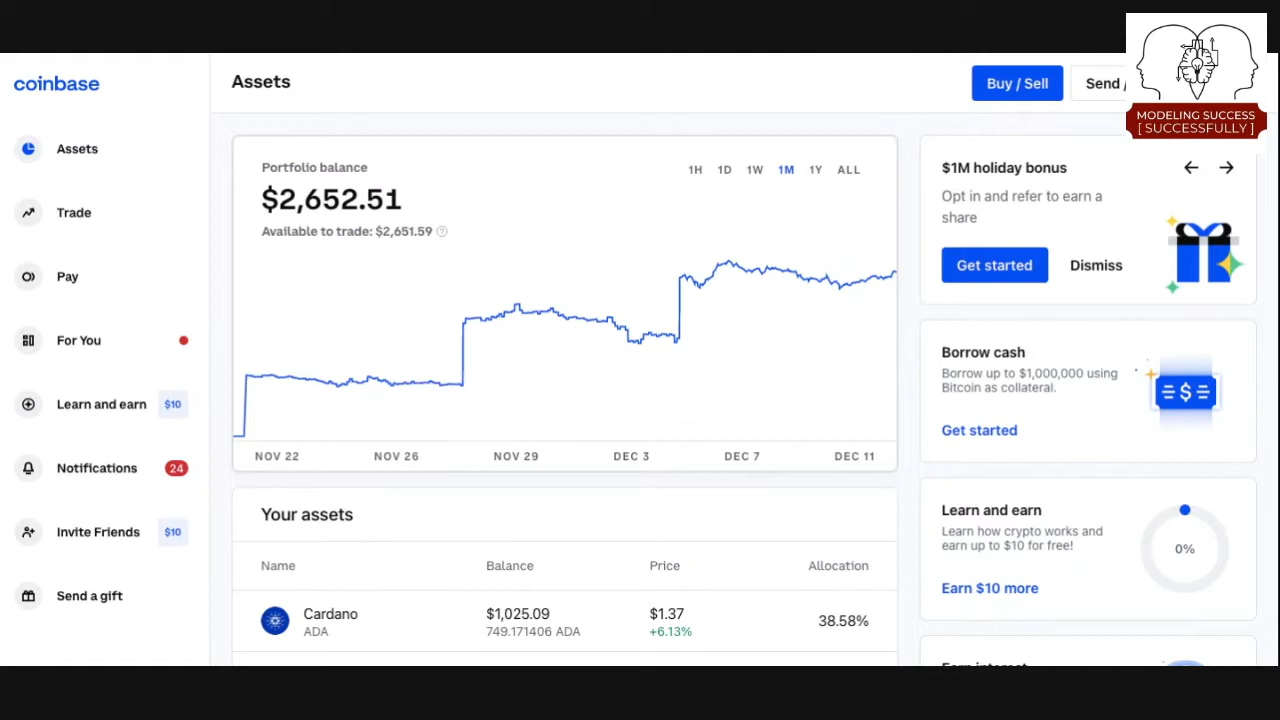 coinbase
Assets
Buy / Sell
Send /
MODELING SUCCESS
[ SUCCESSFULLY ]
Assets
Trade
Pay
For You
Learn and earn $10
Notifications 24
Invite Friends $10
Send a gift
Portfolio balance
$2,652.51
Available to trade: $2,651.59
1H 1D 1W 1M 1Y ALL
NOV 22 NOV 26 NOV 29 DEC 3 DEC 7 DEC 11
Your assets
Name Balance Price Allocation
Cardano $1,025.09 $1.37 38.58%
ADA 749.171406 ADA +6.13%
$1M holiday bonus
Opt in and refer to earn a
share
Get started Dismiss
Borrow cash
Borrow up to $1,000,000 using
Bitcoin as collateral.
Get started
Learn and earn
Learn how crypto works and
earn up to $10 for free!
0%
Earn $10 more